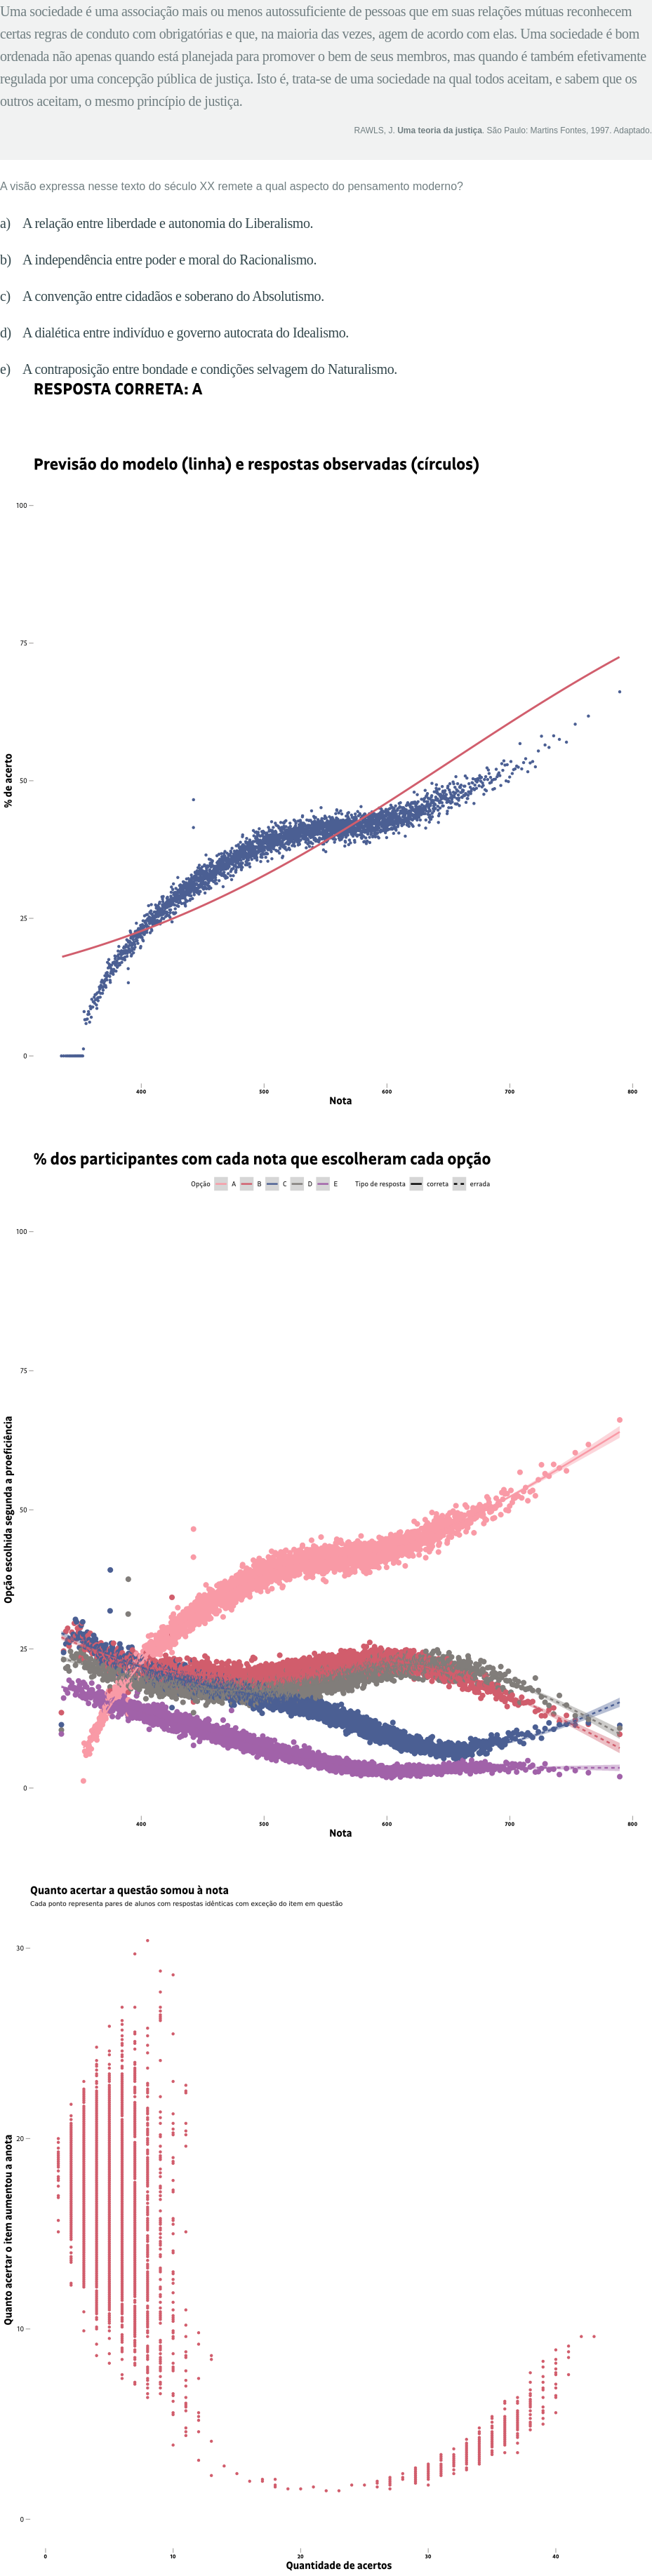 Uma sociedade é uma associação mais ou menos autossuficiente de pessoas que em suas relações mútuas reconhecem
certas regras de conduto com obrigatórias e que, na maioria das vezes, agem de acordo com elas. Uma sociedade é bom
ordenada não apenas quando está planejada para promover o bem de seus membros, mas quando é também efetivamente
regulada por uma concepção pública de justiça. Isto é, trata-se de uma sociedade na qual todos aceitam, e sabem que os
outros aceitam, o mesmo princípio de justiça.
RAWLS, J. Uma teoria da justiça. São Paulo: Martins Fontes, 1997. Adaptado.
A visão expressa nesse texto do século XX remete a qual aspecto do pensamento moderno?
a) A relação entre liberdade e autonomia do Liberalismo.
b) A independência entre poder e moral do Racionalismo.
c) A convenção entre cidadãos e soberano do Absolutismo.
d) A dialética entre indivíduo e governo autocrata do Idealismo.
e) A contraposição entre bondade e condições selvagem do Naturalismo.
RESPOSTA CORRETA: A
Previsão do modelo (linha) e respostas observadas (círculos)
100
75
50
25
0
% de acerto
400 500 600 700 800
Nota
% dos participantes com cada nota que escolheram cada opção
Opção A B C D E Tipo de resposta correta errada
100
75
50
25
0
Opção escolhida segunda a proeficiência
400 500 600 700 800
Nota
Quanto acertar a questão somou à nota
Cada ponto representa pares de alunos com respostas idênticas com exceção do item em questão
30
20
10
0
Quanto acertar o item aumentou a anota
0 10 20 30 40
Quantidade de acertos